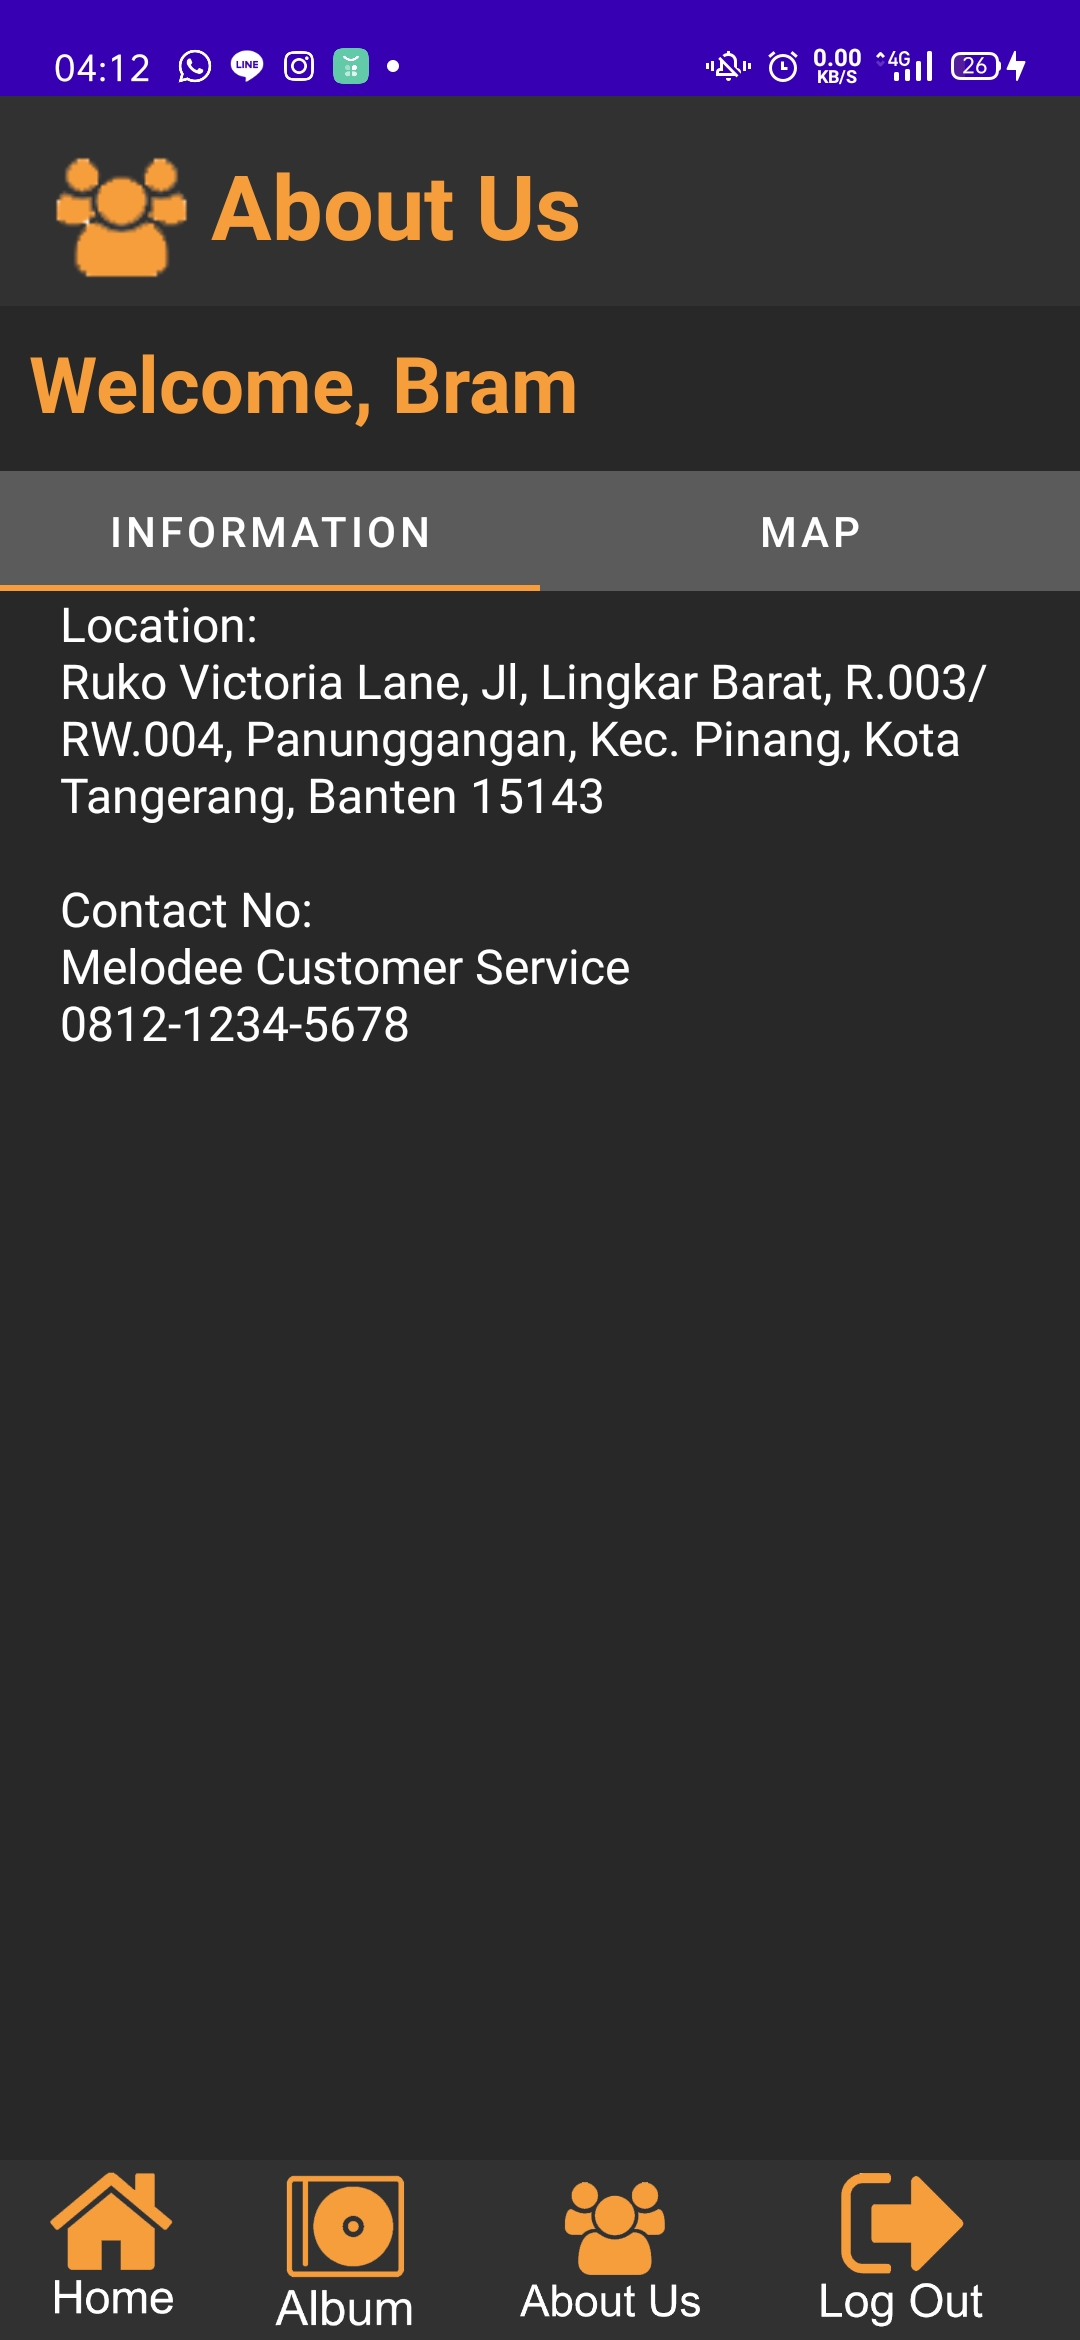 04:12 LINE 0.00 KB/S 4G 26
About Us
Welcome, Bram
INFORMATION MAP
Location:
Ruko Victoria Lane, Jl, Lingkar Barat, R.003/
RW.004, Panunggangan, Kec. Pinang, Kota
Tangerang, Banten 15143
Contact No:
Melodee Customer Service
0812-1234-5678
Home Album About Us Log Out